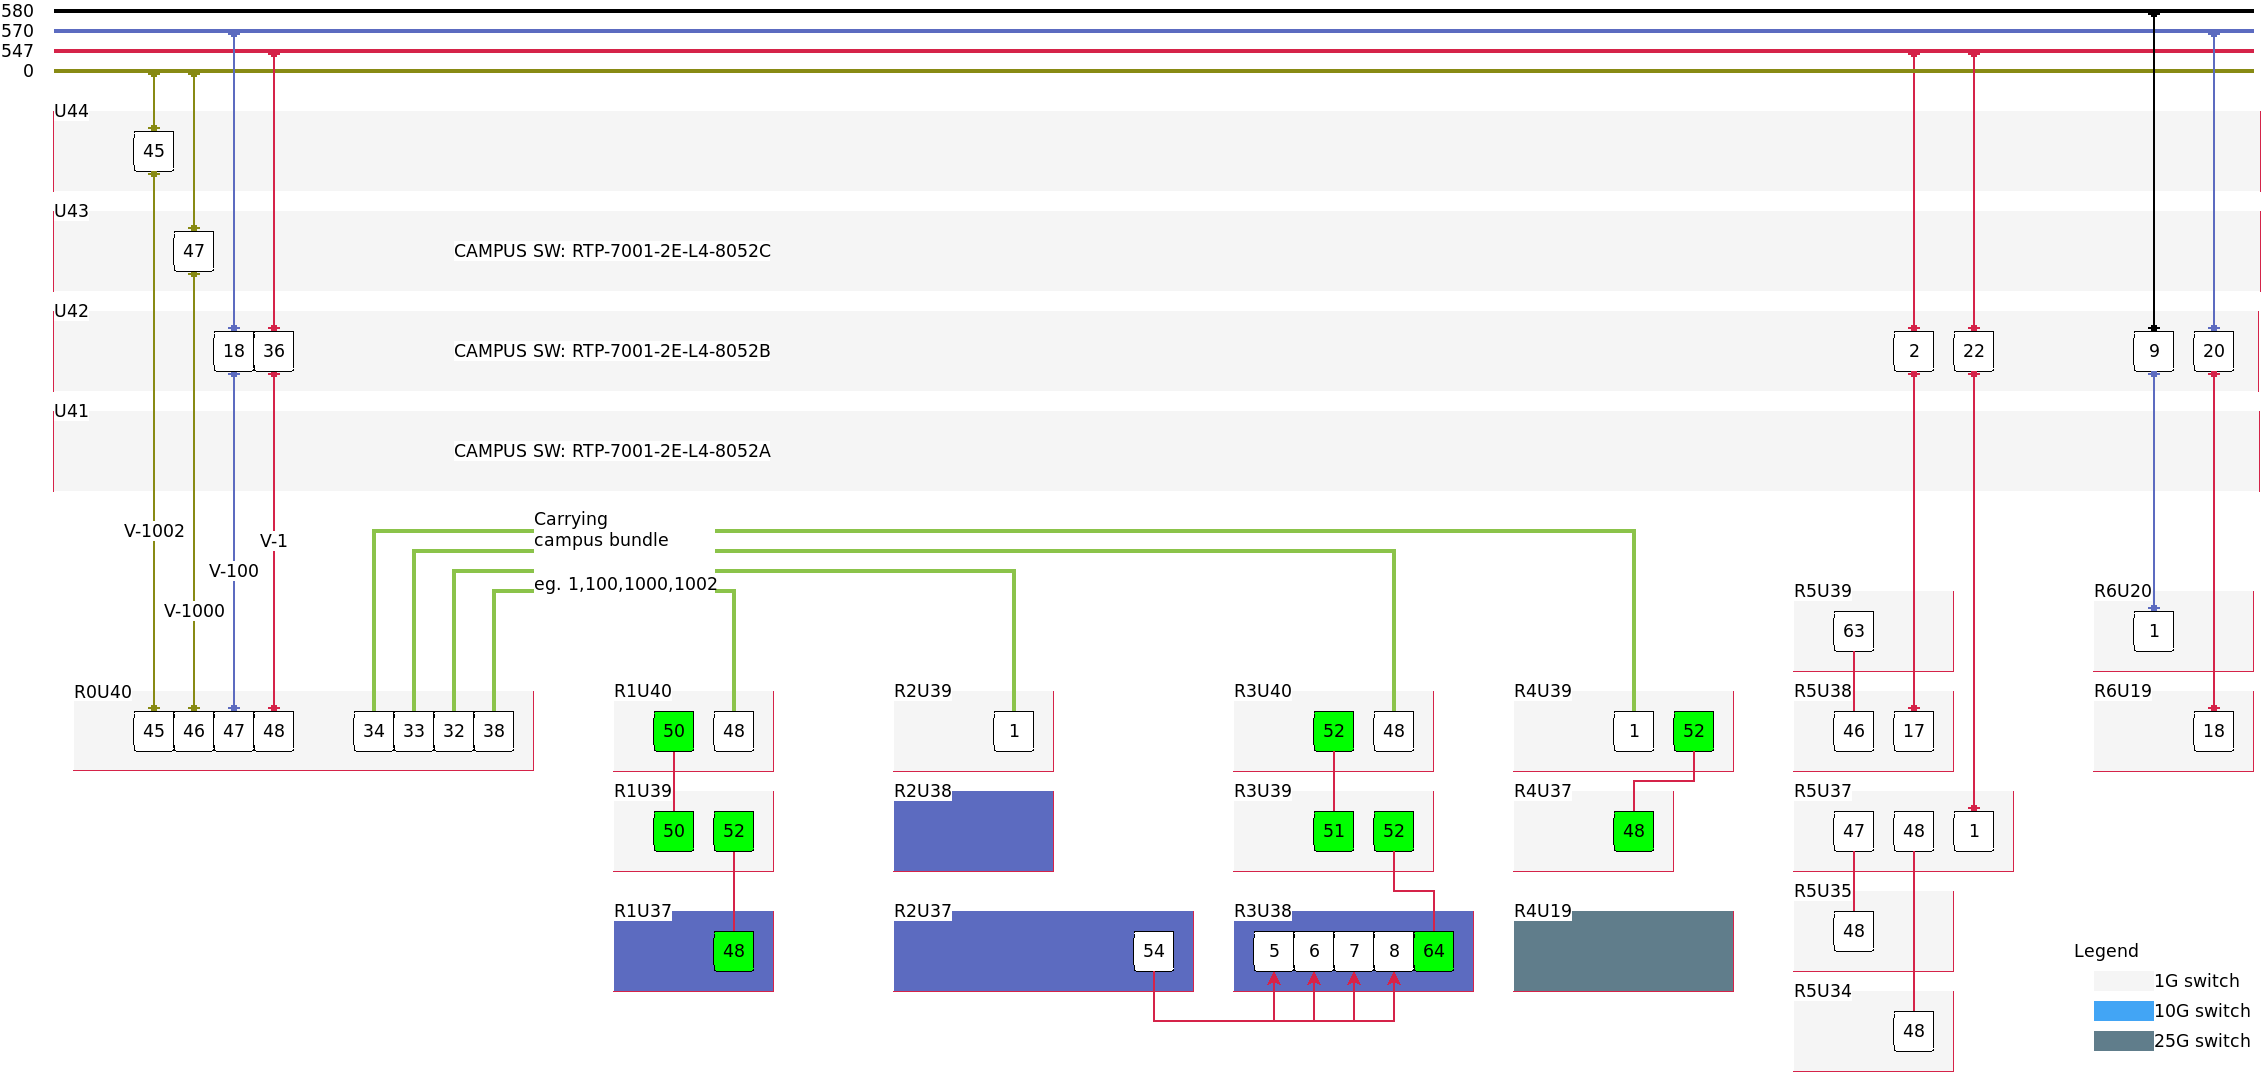 580
570
547
0
U44
45
U43
47
CAMPUS SW: RTP-7001-2E-L4-8052C
U42
18 36
CAMPUS SW: RTP-7001-2E-L4-8052B
2 22 9 20
U41
CAMPUS SW: RTP-7001-2E-L4-8052A
V-1002
V-1
V-100
V-1000
Carrying
campus bundle
eg. 1,100,1000,1002
R5U39
63
R6U20
1
R0U40
45 46 47 48 34 33 32 38
R1U40
50 48
R2U39
1
R3U40
52 48
R4U39
1 52
R5U38
46 17
R6U19
18
R1U39
50 52
R2U38
R3U39
51 52
R4U37
48
R5U37
47 48 1
R1U37
48
R2U37
54
R3U38
5 6 7 8 64
R4U19
R5U35
48
R5U34
48
Legend
1G switch
10G switch
25G switch